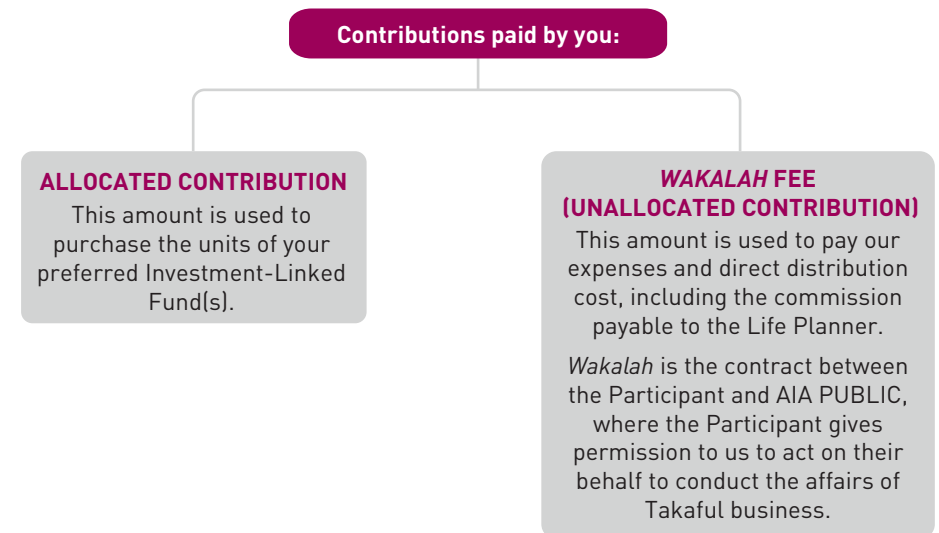 Contributions paid by you:
ALLOCATED CONTRIBUTION
This amount is used to
purchase the units of your
preferred Investment-Linked
Fund(s).
WAKALAH FEE
(UNALLOCATED CONTRIBUTION)
This amount is used to pay our
expenses and direct distribution
cost, including the commission
payable to the Life Planner.
Wakalah is the contract between
the Participant and AIA PUBLIC,
where the Participant gives
permission to us to act on their
behalf to conduct the affairs of
Takaful business.